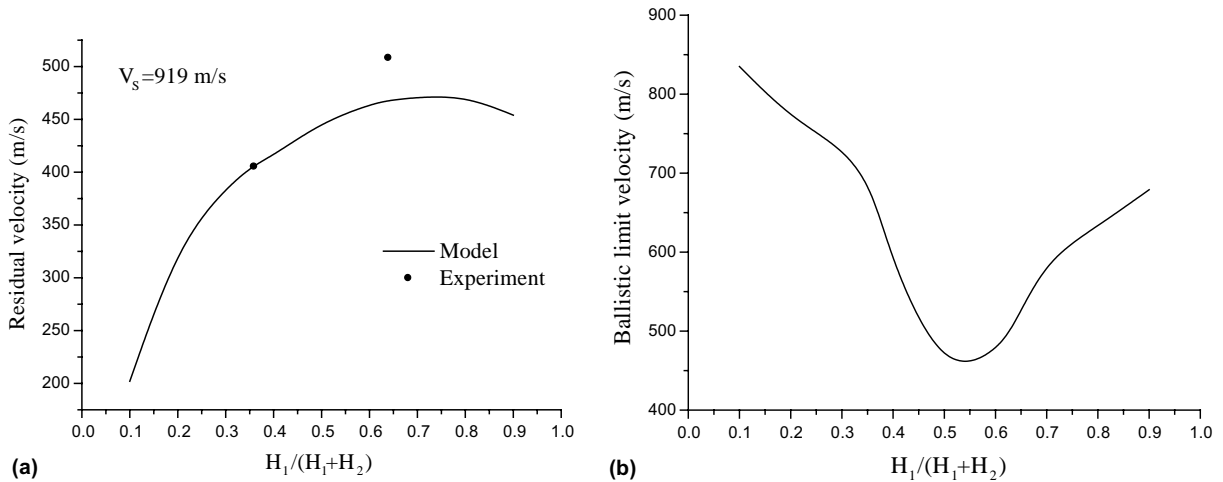 500
450
400
350
300
250
200
Residual velocity (m/s)
V_S=919 m/s
Model
Experiment
0.0 0.1 0.2 0.3 0.4 0.5 0.6 0.7 0.8 0.9 1.0
H_1/(H_1+H_2)
(a)
900
800
700
600
500
400
Ballistic limit velocity (m/s)
0.0 0.1 0.2 0.3 0.4 0.5 0.6 0.7 0.8 0.9 1.0
H_1/(H_1+H_2)
(b)